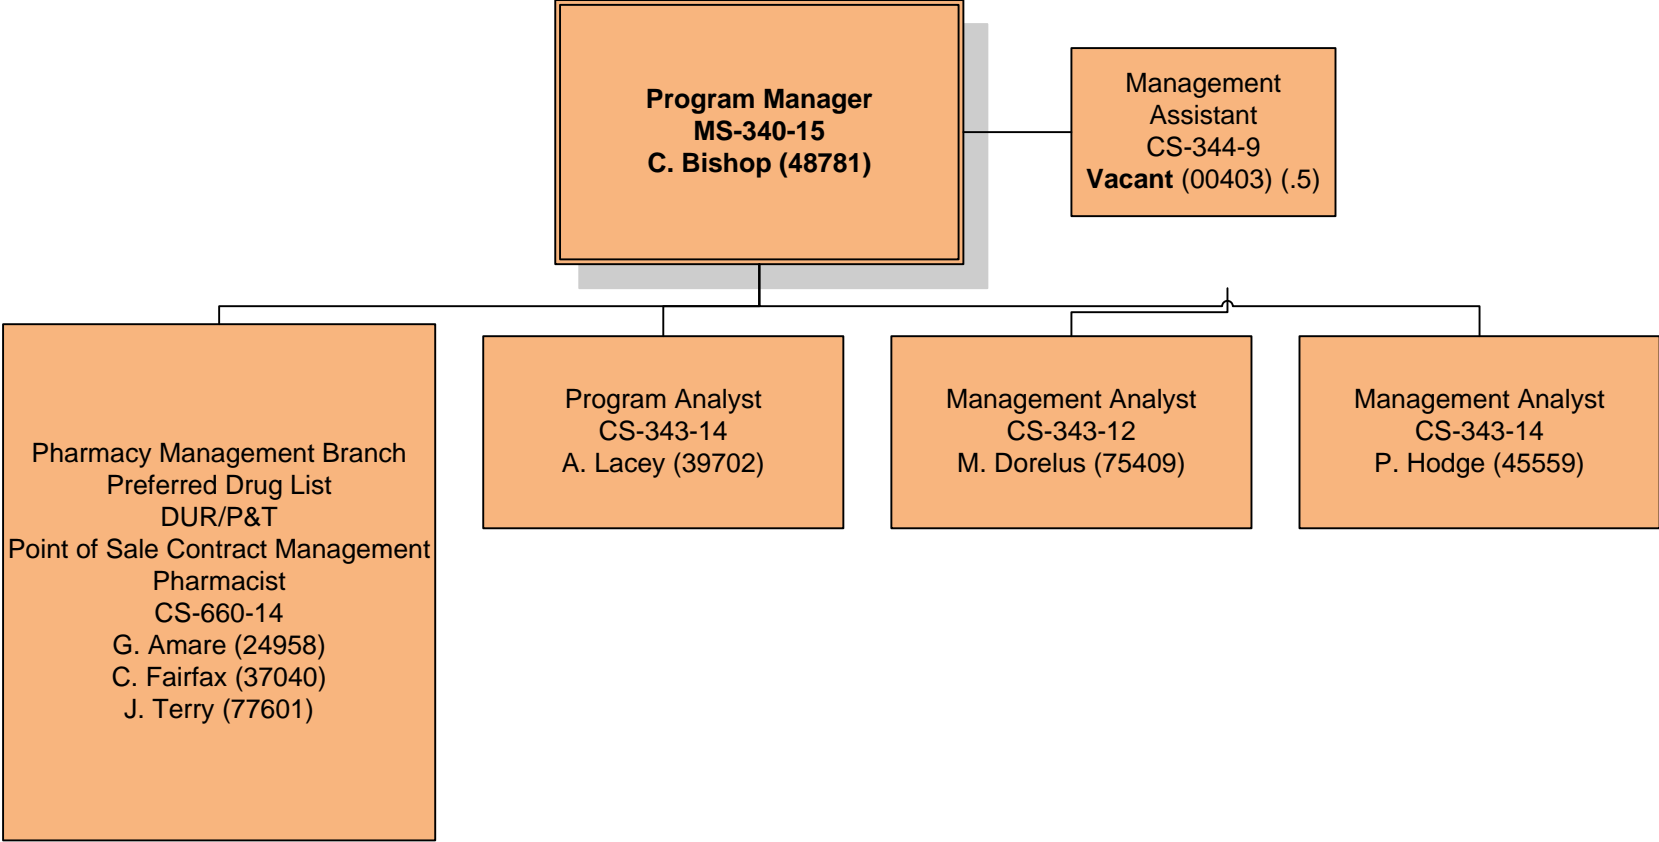 Program Manager
MS-340-15
C. Bishop (48781)
Management
Assistant
CS-344-9
Vacant (00403) (.5)
Pharmacy Management Branch
Preferred Drug List
DUR/P&T
Point of Sale Contract Management
Pharmacist
CS-660-14
G. Amare (24958)
C. Fairfax (37040)
J. Terry (77601)
Program Analyst
CS-343-14
A. Lacey (39702)
Management Analyst
CS-343-12
M. Dorelus (75409)
Management Analyst
CS-343-14
P. Hodge (45559)